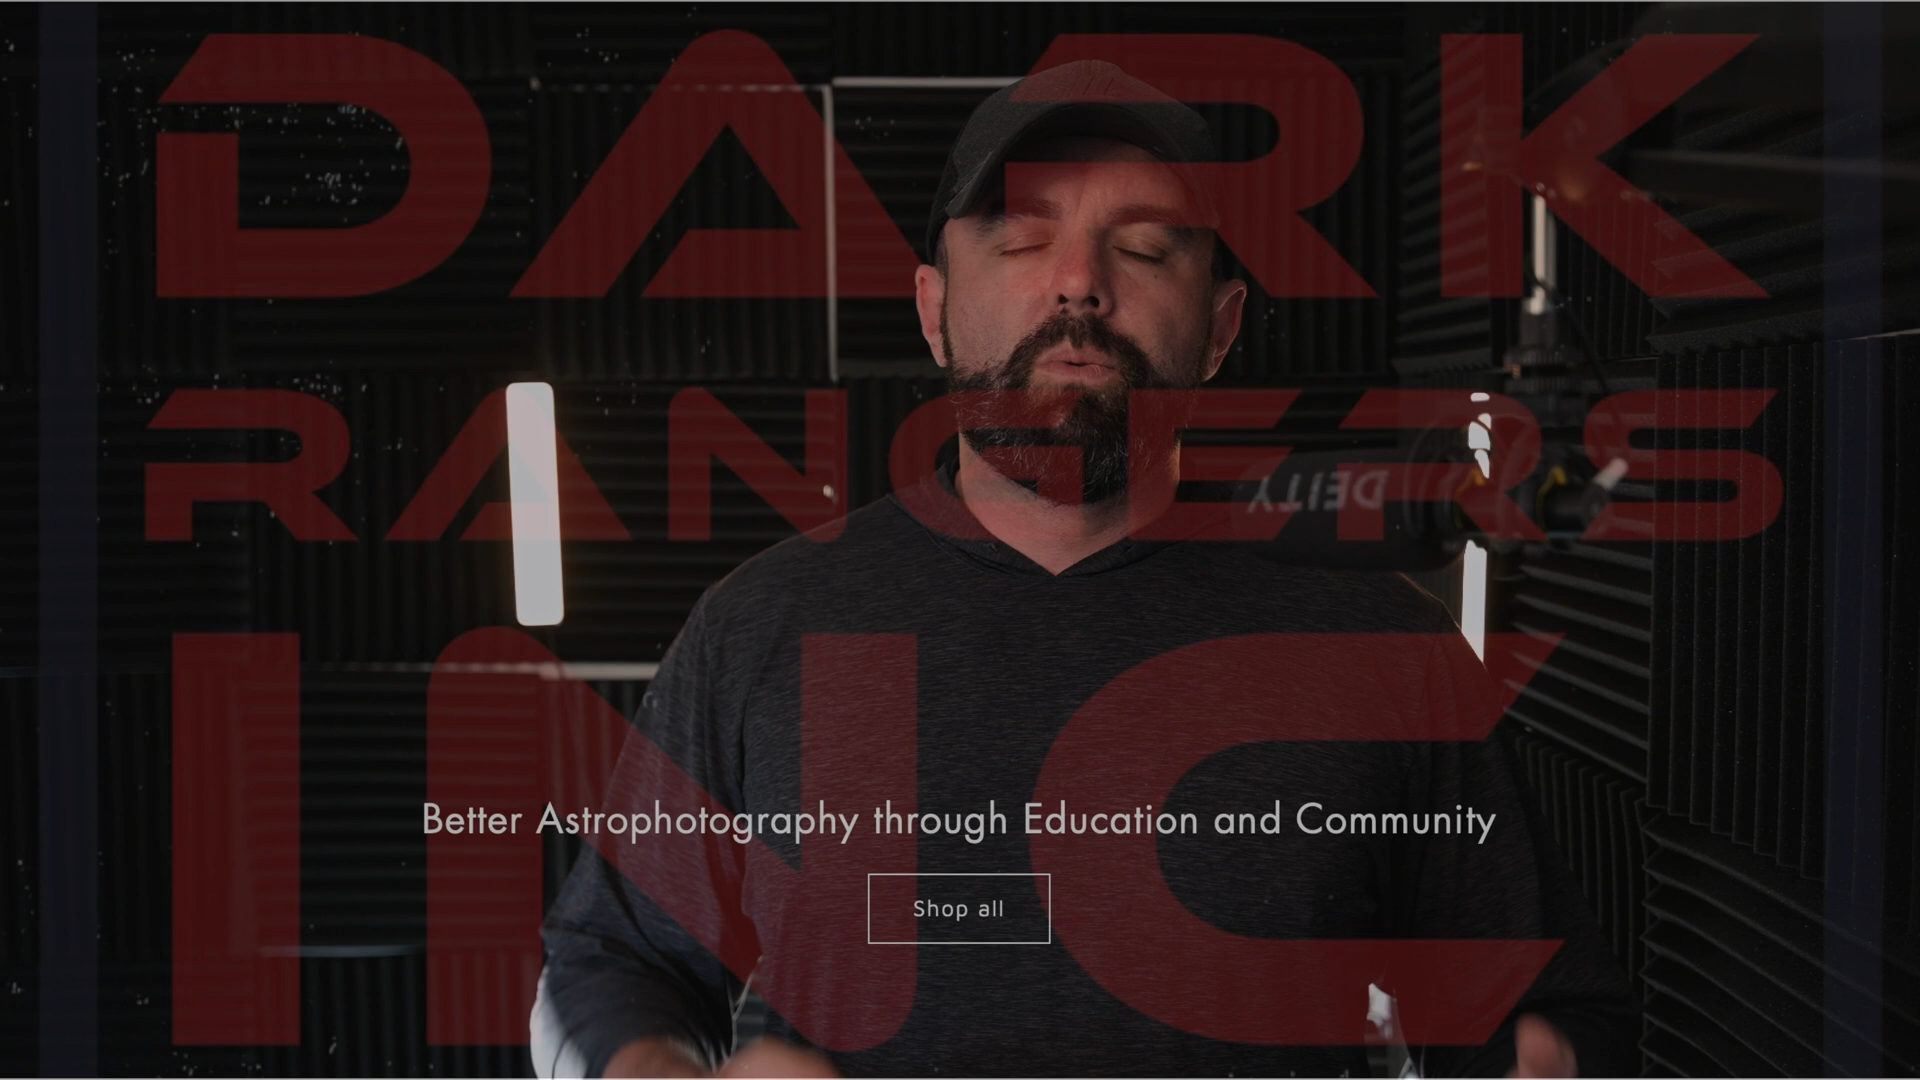 DARK
RANGERS
DEITY
INC
Better Astrophotography through Education and Community
Shop all